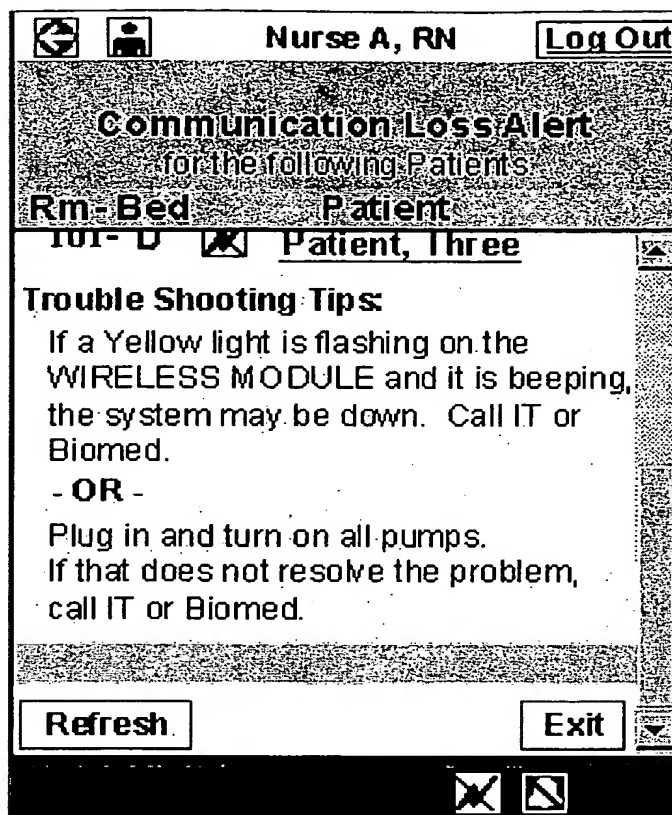 Nurse A, RN Log Out
Communication Loss Alert
for the following Patients:
Rm-Bed Patient
101- D Patient, Three
Trouble Shooting Tips:
If a Yellow light is flashing on the
WIRELESS MODULE and it is beeping,
the system may be down. Call IT or
Biomed.
- OR -
Plug in and turn on all pumps.
If that does not resolve the problem,
call IT or Biomed.
Refresh Exit